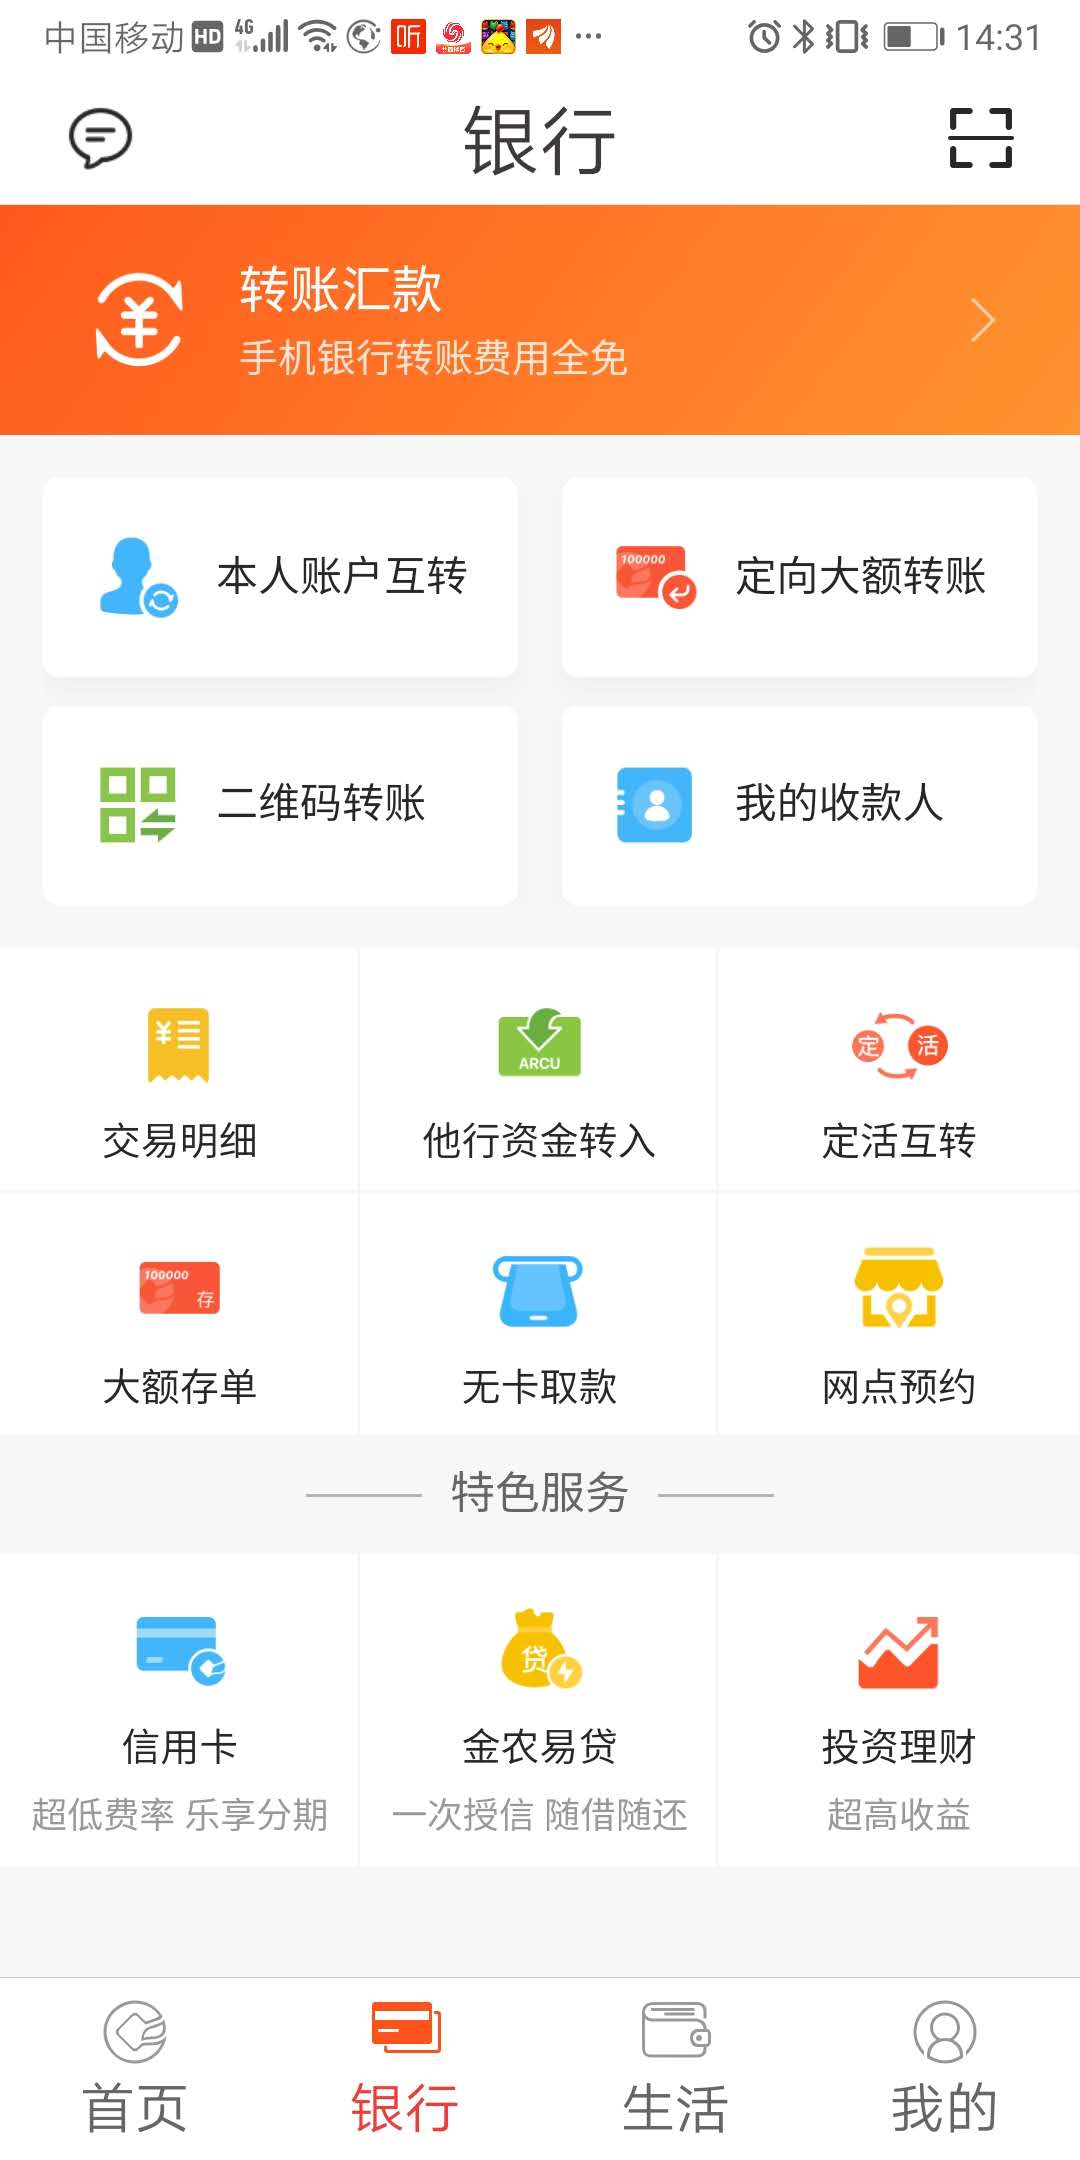 中国移动 HD 4G 听 14:31
银行
转账汇款
手机银行转账费用全免
本人账户互转
100000
定向大额转账
二维码转账
我的收款人
ARCU
定 活
交易明细
他行资金转入
定活互转
100000
存
大额存单
无卡取款
网点预约
特色服务
贷
信用卡
金农易贷
投资理财
超低费率 乐享分期
一次授信 随借随还
超高收益
首页
银行
生活
我的